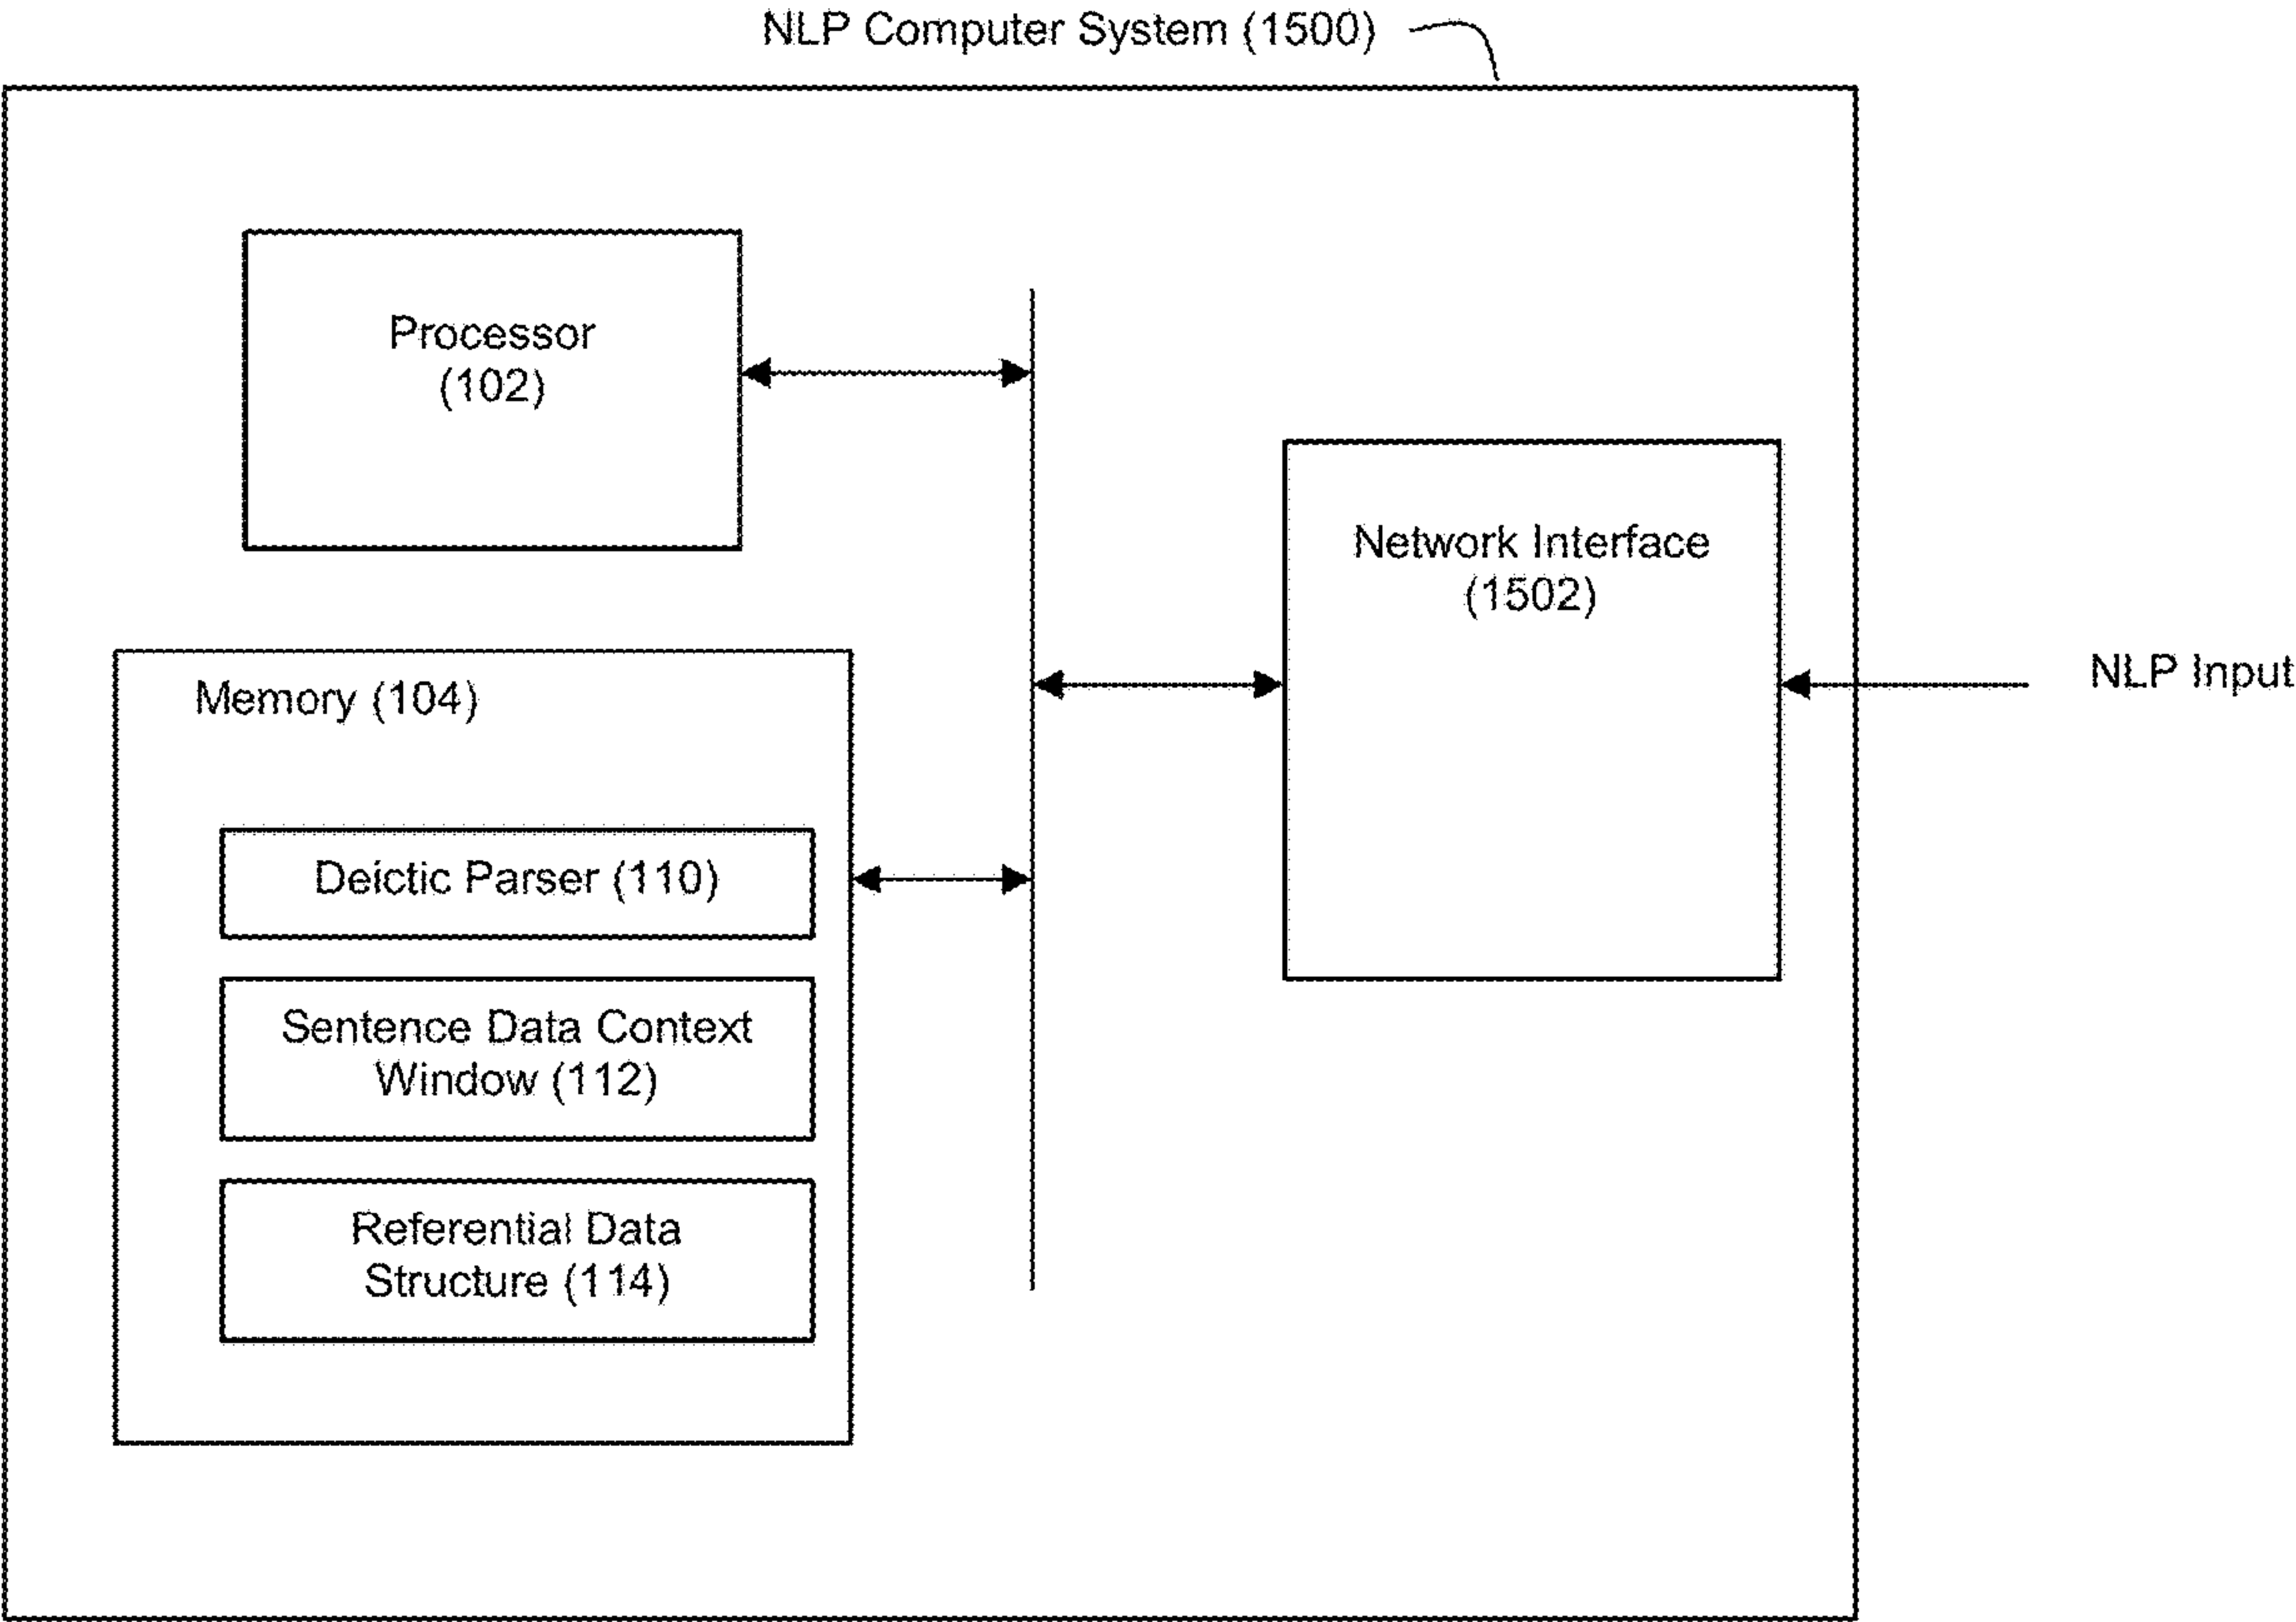 NLP Computer System (1500)
Processor
(102)
Network Interface
(1502)
NLP Input
Memory (104)
Deictic Parser (110)
Sentence Data Context
Window (112)
Referential Data
Structure (114)